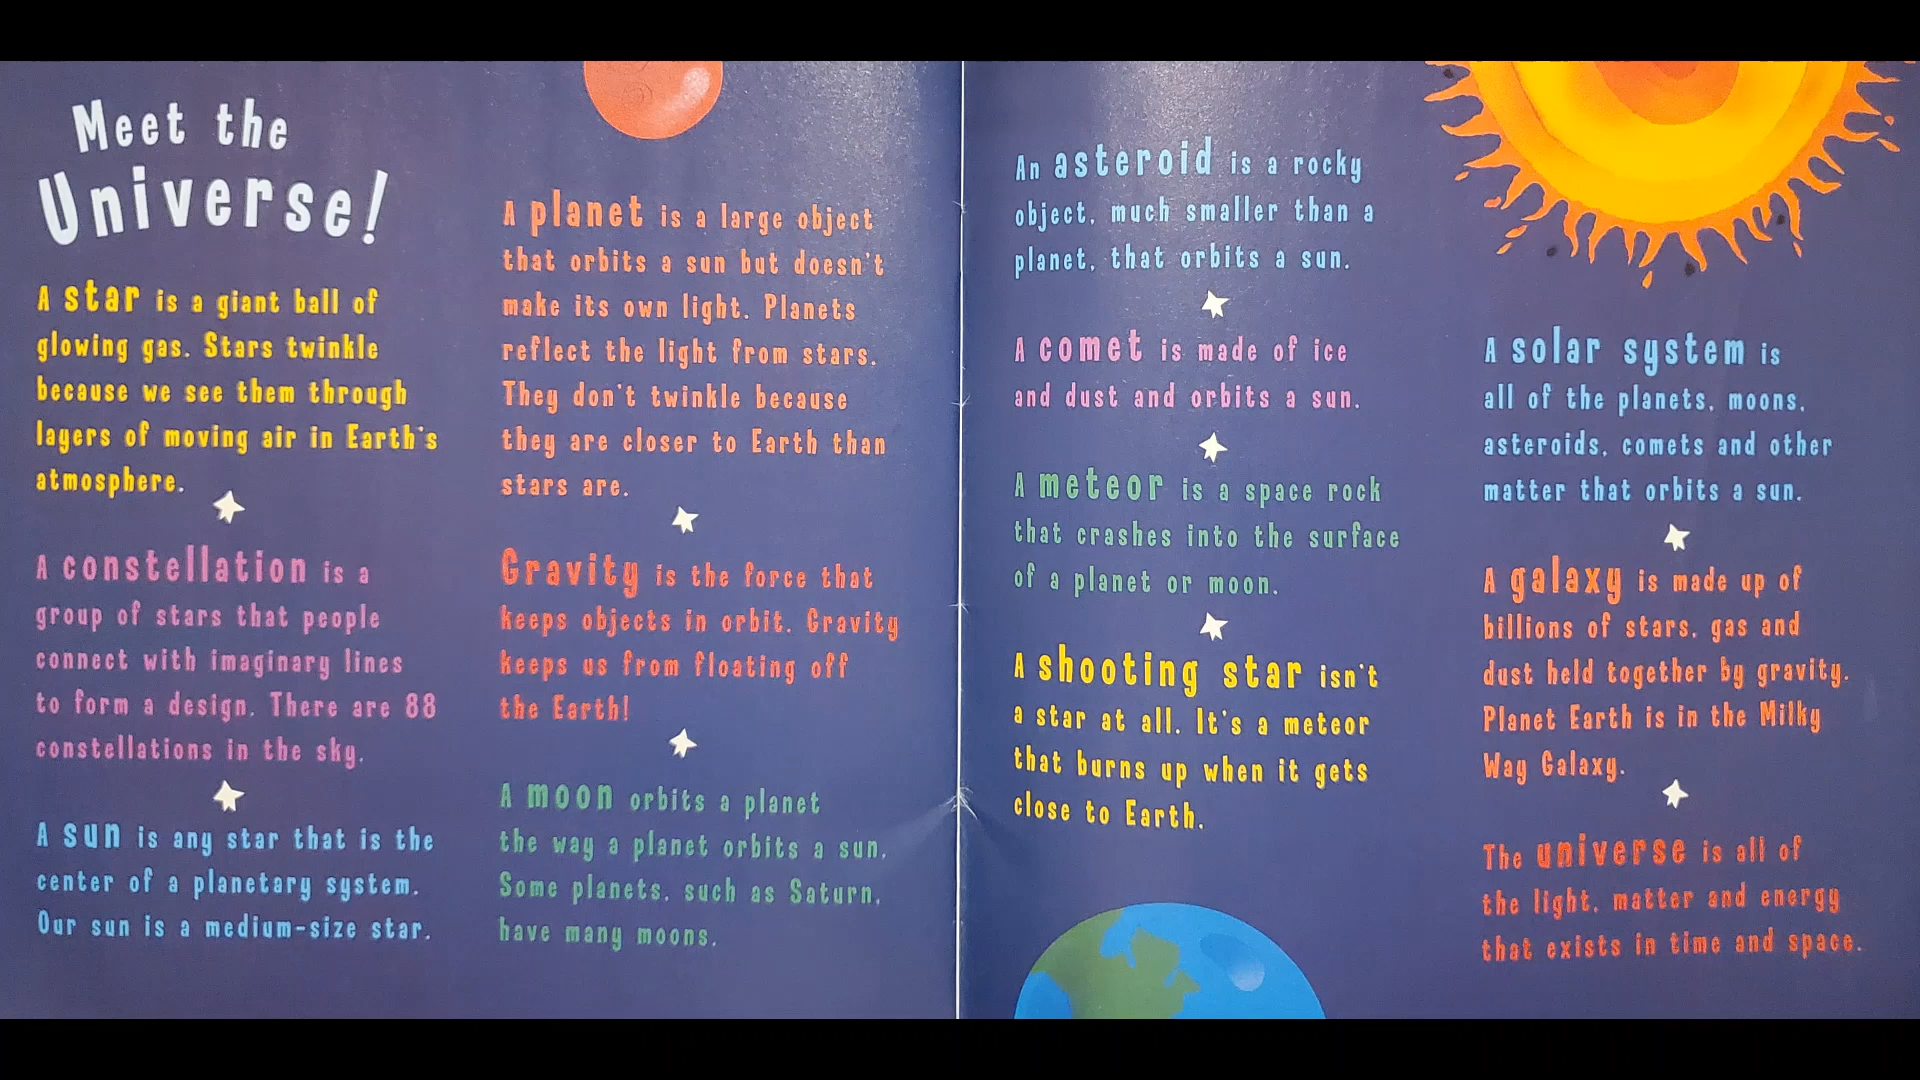 Meet the
Universe!
A star is a giant ball of
glowing gas. Stars twinkle
because we see them through
layers of moving air in Earth's
atmosphere.
A constellation is a
group of stars that people
connect with imaginary lines
to form a design. There are 88
constellations in the sky.
A sun is any star that is the
center of a planetary system.
Our sun is a medium-size star.
A planet is a large object
that orbits a sun but doesn't
make its own light. Planets
reflect the light from stars.
They don't twinkle because
they are closer to Earth than
stars are.
Gravity is the force that
keeps objects in orbit. Gravity
keeps us from floating off
the Earth!
A moon orbits a planet
the way a planet orbits a sun.
Some planets, such as Saturn,
have many moons.
An asteroid is a rocky
object, much smaller than a
planet, that orbits a sun.
A comet is made of ice
and dust and orbits a sun.
A meteor is a space rock
that crashes into the surface
of a planet or moon.
A shooting star isn't
a star at all. It's a meteor
that burns up when it gets
close to Earth.
A solar system is
all of the planets, moons,
asteroids, comets and other
matter that orbits a sun.
A galaxy is made up of
billions of stars, gas and
dust held together by gravity.
Planet Earth is in the Milky
Way Galaxy.
The universe is all of
the light, matter and energy
that exists in time and space.